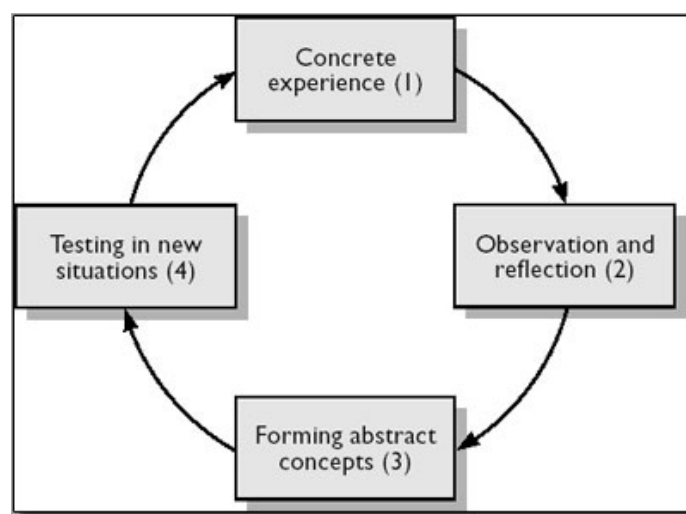 Concrete
experience (1)
Observation and
reflection (2)
Forming abstract
concepts (3)
Testing in new
situations (4)